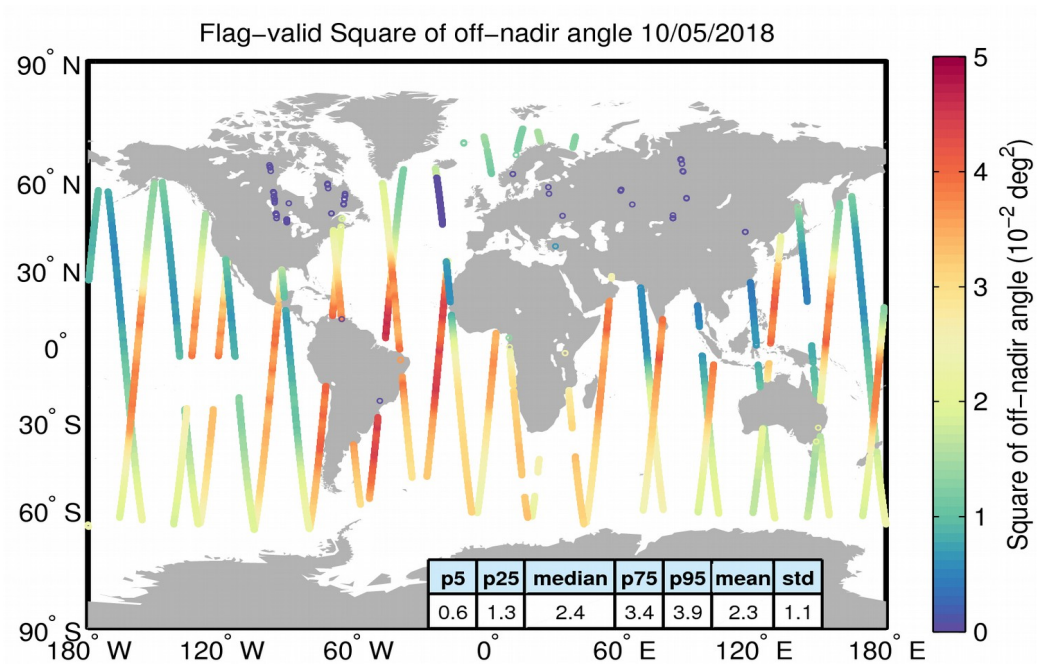 Flag-valid Square of off-nadir angle 10/05/2018
90° N
60° N
30° N
0°
30° S
60° S
90° S
180° W
120° W
60° W
0°
60° E
120° E
180° E
p5 p25 median p75 p95 mean std
0.6 1.3 2.4 3.4 3.9 2.3 1.1
5
4
3
2
1
0
Square of off-nadir angle (10⁻² deg²)